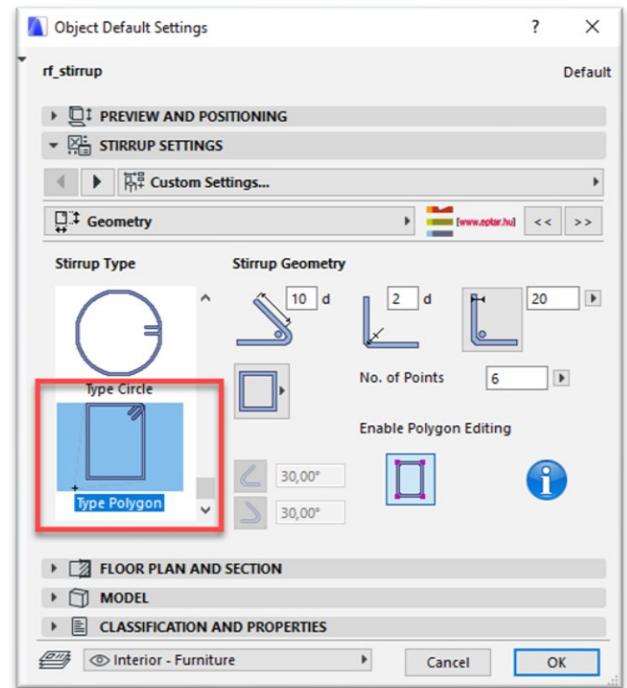 Object Default Settings
?
rf_stirrup
Default
PREVIEW AND POSITIONING
STIRRUP SETTINGS
Custom Settings...
Geometry
[www.eptar.hu]
<<
>>
Stirrup Type
Stirrup Geometry
10 d
2 d
20
Type Circle
No. of Points
6
Enable Polygon Editing
30,00°
Type Polygon
30,00°
FLOOR PLAN AND SECTION
MODEL
CLASSIFICATION AND PROPERTIES
Interior - Furniture
Cancel
OK